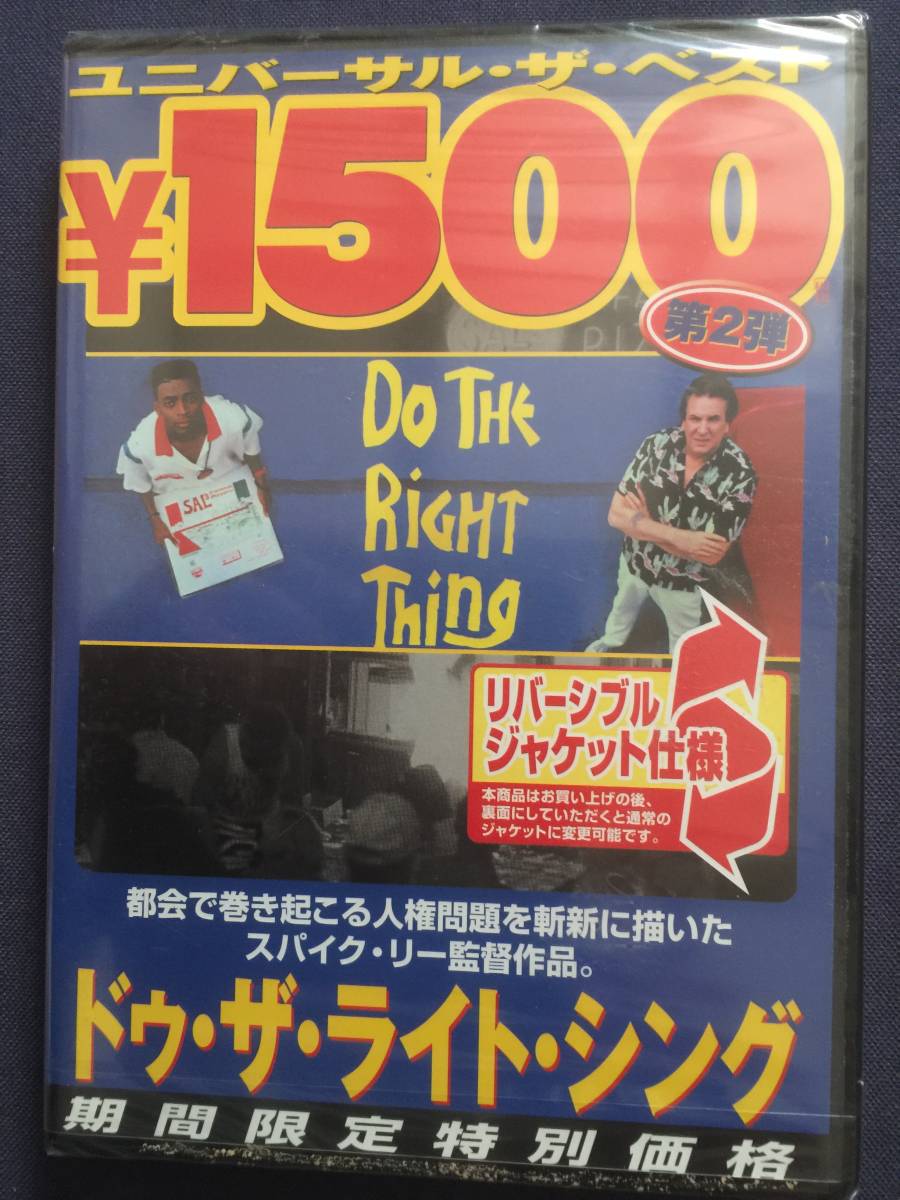 ユニバーサル・ザ・ベスト
¥1500
第2弾
SAL'
PIZ
DO THE
RIGHT
Thing
SAL'
リバーシブル
ジャケット仕様
本商品はお買い上げの後、
裏面にしていただくと通常の
ジャケットに変更可能です。
都会で巻き起こる人権問題を斬新に描いた
スパイク・リー監督作品。
ドゥ・ザ・ライト・シング
期間限定特別価格